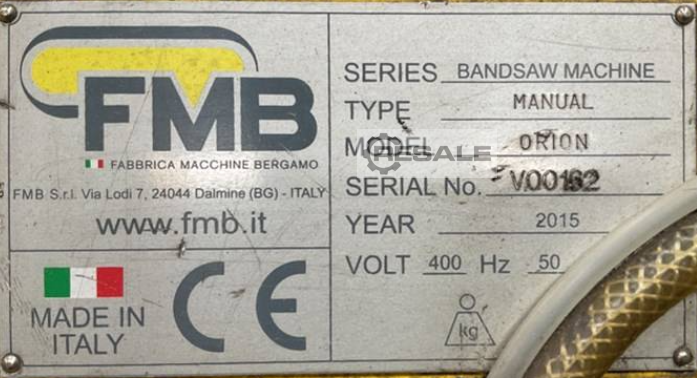 FMB
FABBRICA MACCHINE BERGAMO
FMB S.r.l. Via Lodi 7, 24044 Dalmine (BG) - ITALY
www.fmb.it
MADE IN
ITALY
CE
SERIES BANDSAW MACHINE
TYPE MANUAL
MODEL ORION
RESALE
SERIAL No.
YEAR 2015
VOLT 400 Hz 50
kg